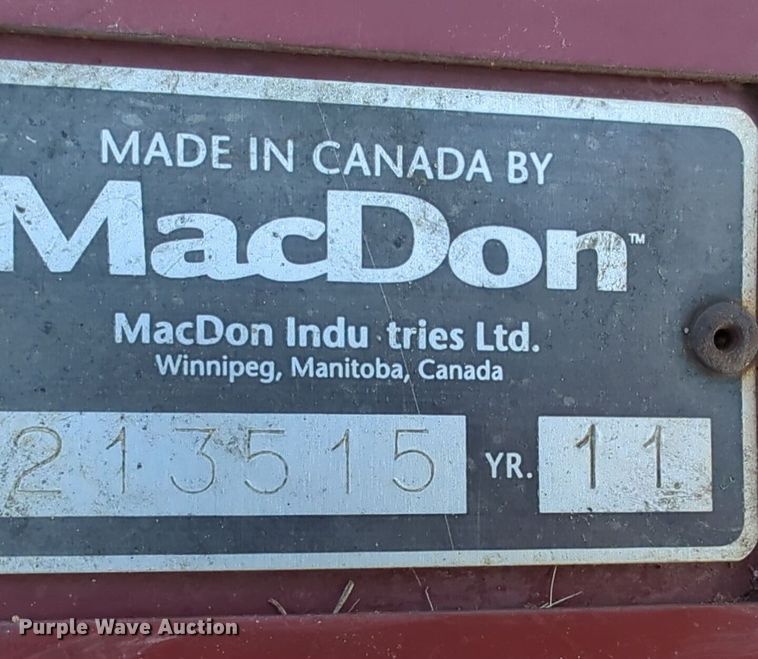 MADE IN CANADA BY
MacDon™
MacDon Indu tries Ltd.
Winnipeg, Manitoba, Canada
213515 YR. 11
Purple Wave Auction